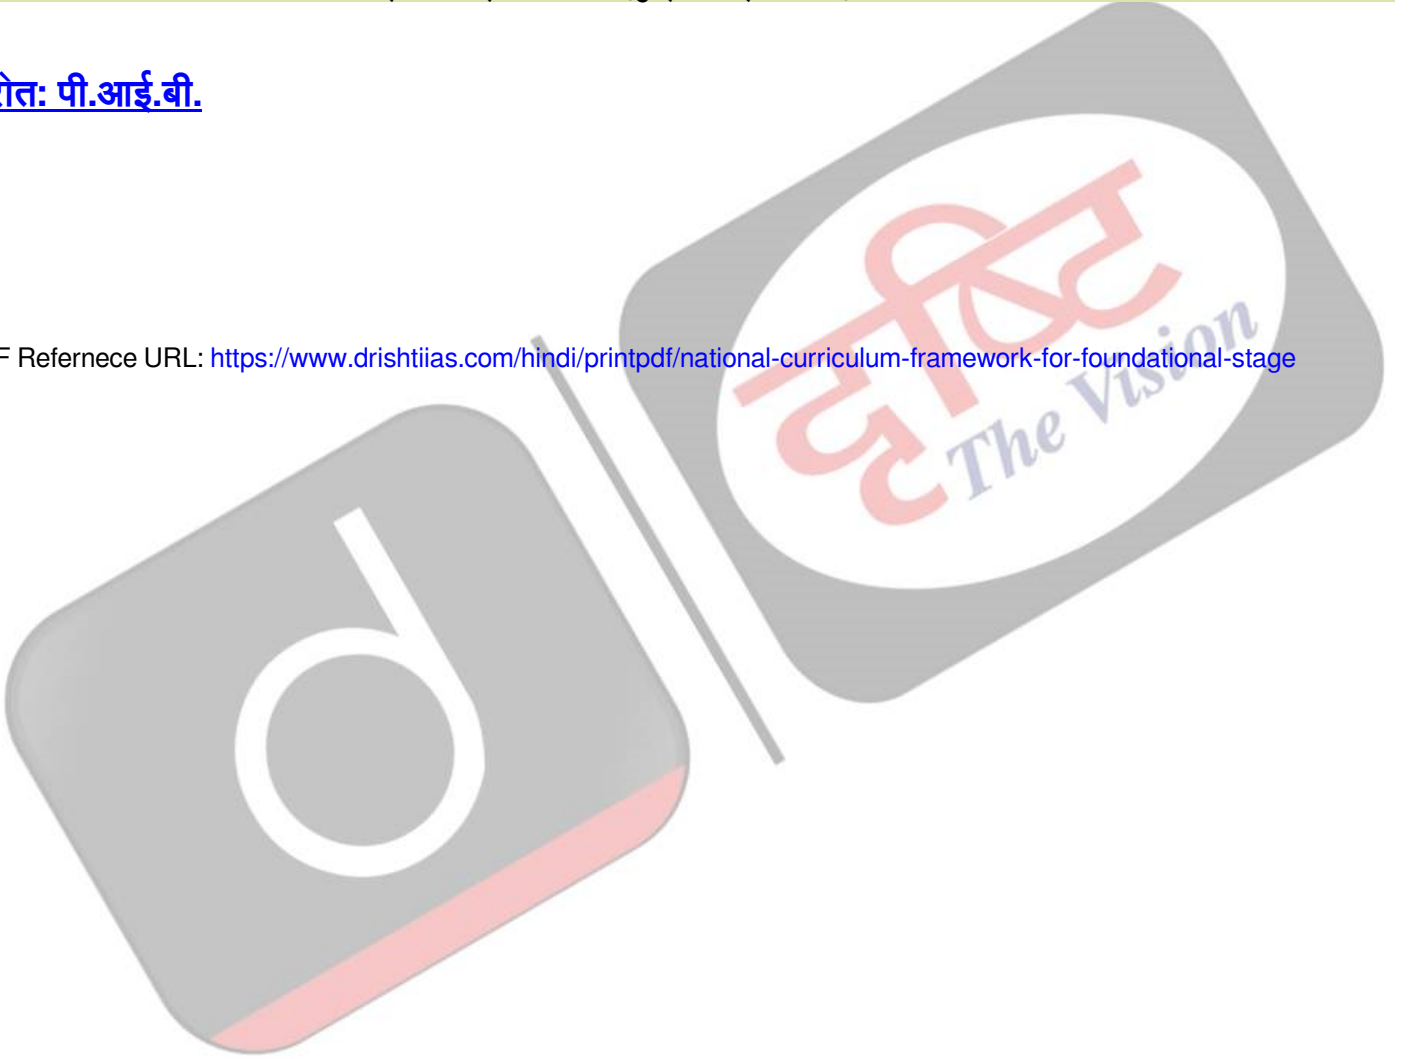 रोत: पी.आई.बी.
F Refernece URL: https://www.drishtiias.com/hindi/printpdf/national-curriculum-framework-for-foundational-stage
दृष्टि
The Vision
d